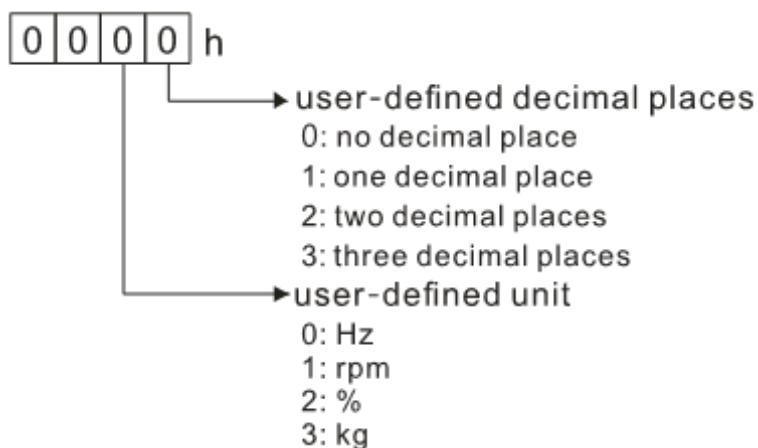 0 0 0 0 h
user-defined decimal places
0: no decimal place
1: one decimal place
2: two decimal places
3: three decimal places
user-defined unit
0: Hz
1: rpm
2: %
3: kg